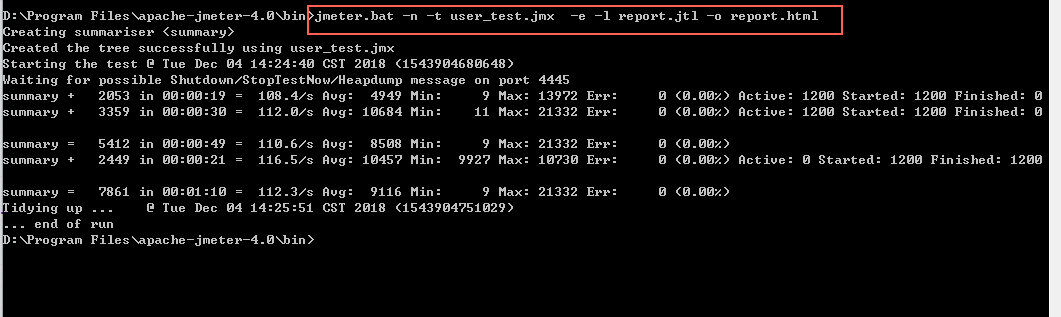 D:\Program Files\apache-jmeter-4.0\bin>jmeter.bat -n -t user_test.jmx  -e -l report.jtl -o report.html
Creating summariser <summary>
Created the tree successfully using user_test.jmx
Starting the test @ Tue Dec 04 14:24:40 CST 2018 (1543904680648)
Waiting for possible Shutdown/StopTestNow/Heapdump message on port 4445
summary +   2053 in 00:00:19 =  108.4/s Avg:  4949 Min:     9 Max: 13972 Err:     0 (0.00%) Active: 1200 Started: 1200 Finished: 0
summary +   3359 in 00:00:30 =  112.0/s Avg: 10684 Min:    11 Max: 21332 Err:     0 (0.00%) Active: 1200 Started: 1200 Finished: 0
summary =   5412 in 00:00:49 =  110.6/s Avg:  8508 Min:     9 Max: 21332 Err:     0 (0.00%)
summary +   2449 in 00:00:21 =  116.5/s Avg: 10457 Min:  9927 Max: 10730 Err:     0 (0.00%) Active: 0 Started: 1200 Finished: 1200
summary =   7861 in 00:01:10 =  112.3/s Avg:  9116 Min:     9 Max: 21332 Err:     0 (0.00%)
Tidying up ...    @ Tue Dec 04 14:25:51 CST 2018 (1543904751029)
... end of run
D:\Program Files\apache-jmeter-4.0\bin>